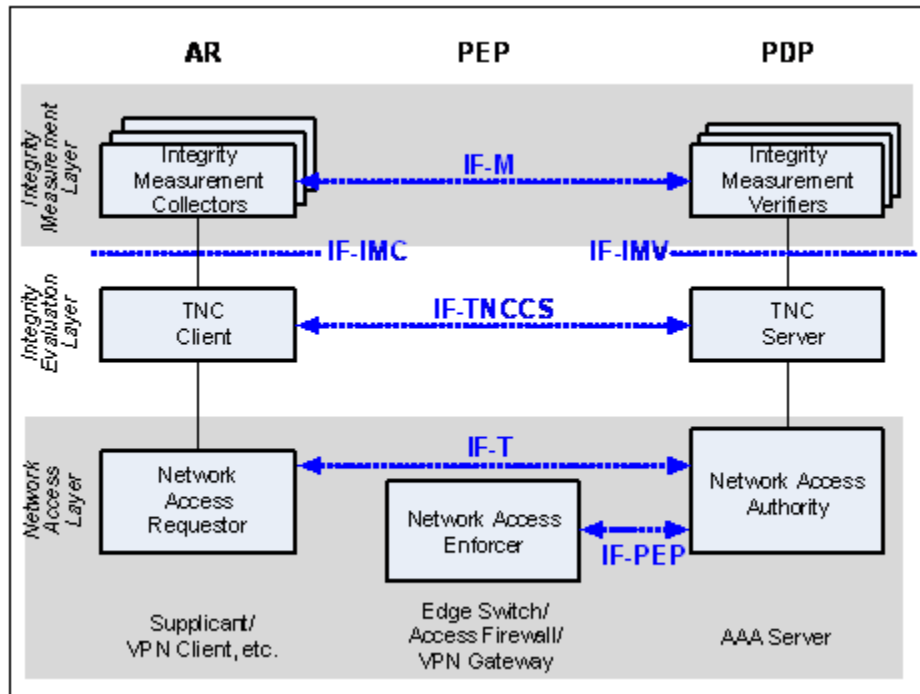 AR
PEP
PDP
Integrity
Measurement
Layer
Integrity
Measurement
Collectors
IF-M
Integrity
Measurement
Verifiers
IF-IMC
IF-IMV
Integrity
Evaluation
Layer
TNC
Client
IF-TNCCS
TNC
Server
Network
Access
Layer
Network
Access
Requestor
IF-T
Network Access
Authority
Network Access
Enforcer
IF-PEP
Supplicant/
VPN Client, etc.
Edge Switch/
Access Firewall/
VPN Gateway
AAA Server